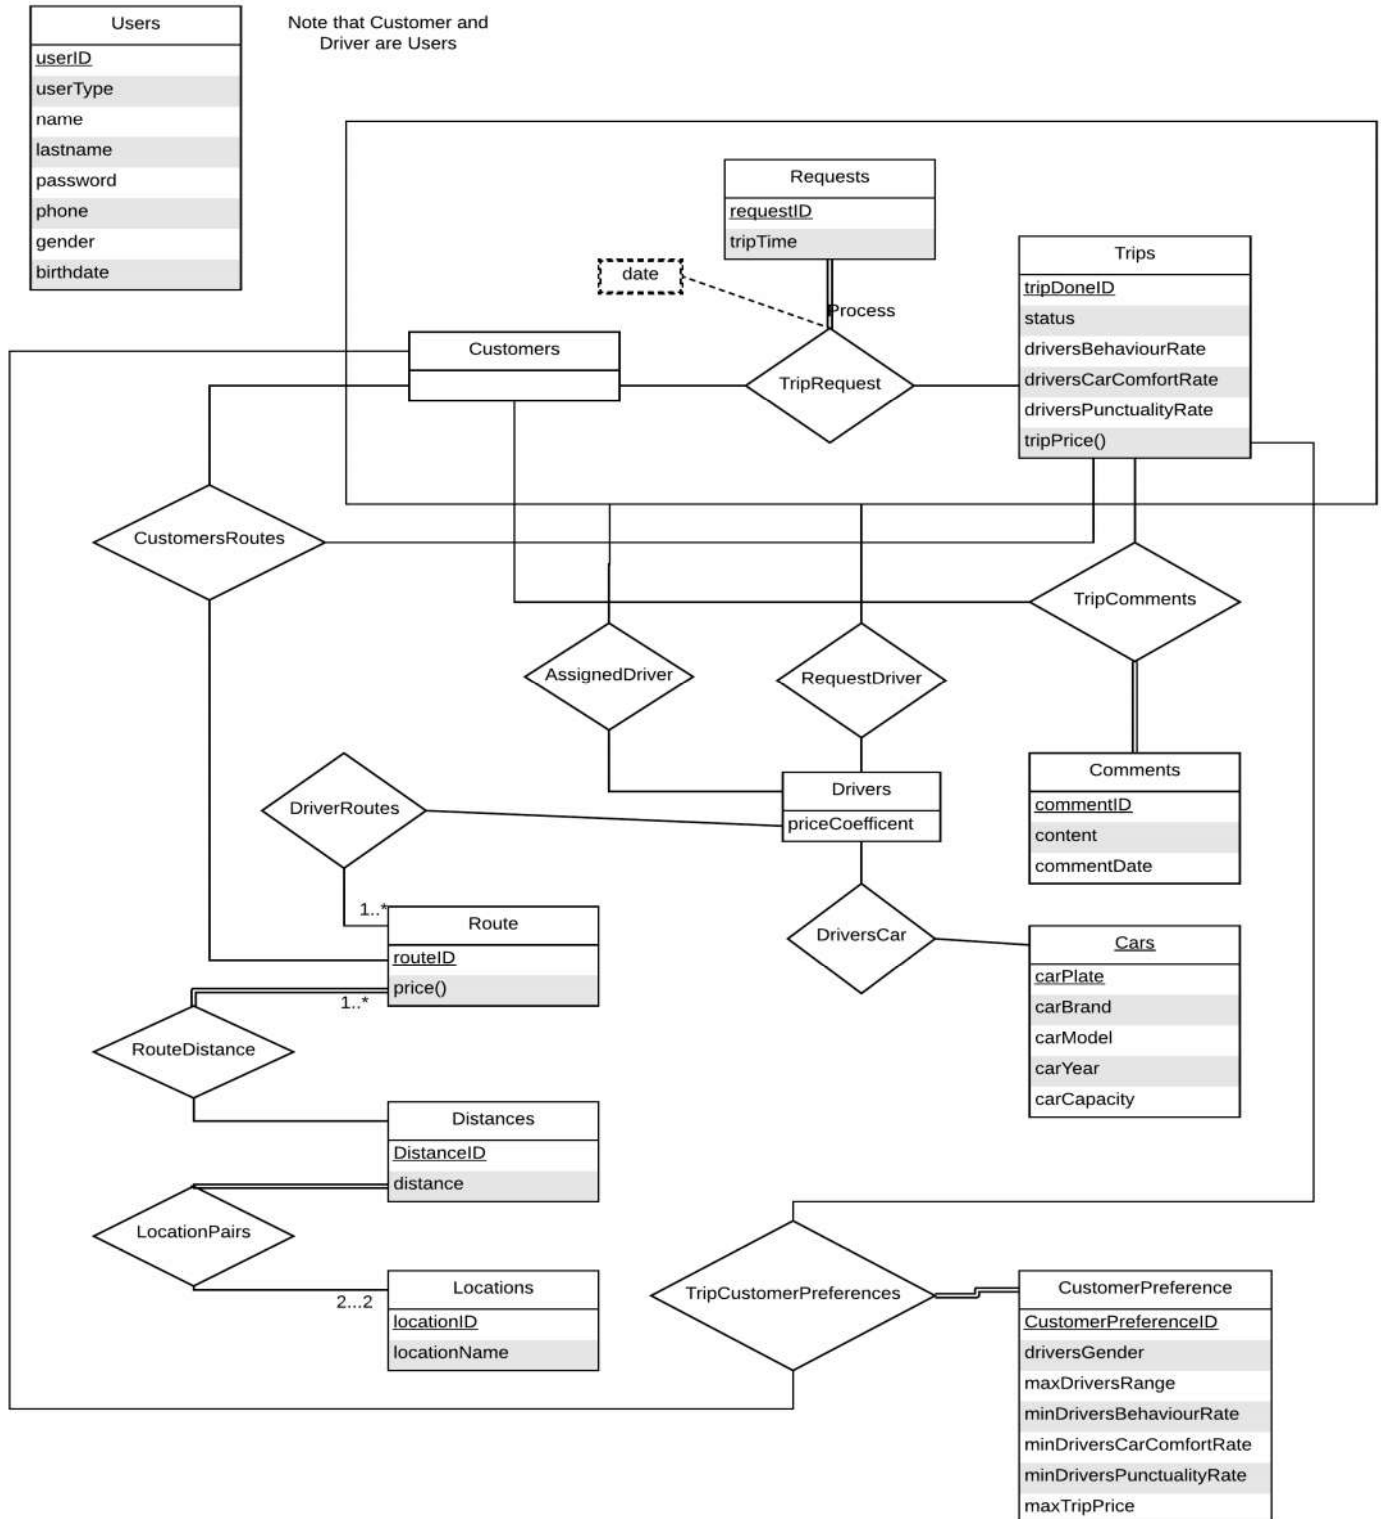 Users
userID
userType
name
lastname
password
phone
gender
birthdate
Note that Customer and
Driver are Users
Requests
requestID
tripTime
date
Process
Trips
tripDoneID
status
driversBehaviourRate
driversCarComfortRate
driversPunctualityRate
tripPrice()
Customers
TripRequest
CustomersRoutes
TripComments
AssignedDriver
RequestDriver
Comments
commentID
content
commentDate
Drivers
priceCoefficent
DriverRoutes
1..*
Route
routeID
price()
1..*
DriversCar
Cars
carPlate
carBrand
carModel
carYear
carCapacity
RouteDistance
Distances
DistanceID
distance
LocationPairs
2...2
Locations
locationID
locationName
TripCustomerPreferences
CustomerPreference
CustomerPreferenceID
driversGender
maxDriversRange
minDriversBehaviourRate
minDriversCarComfortRate
minDriversPunctualityRate
maxTripPrice